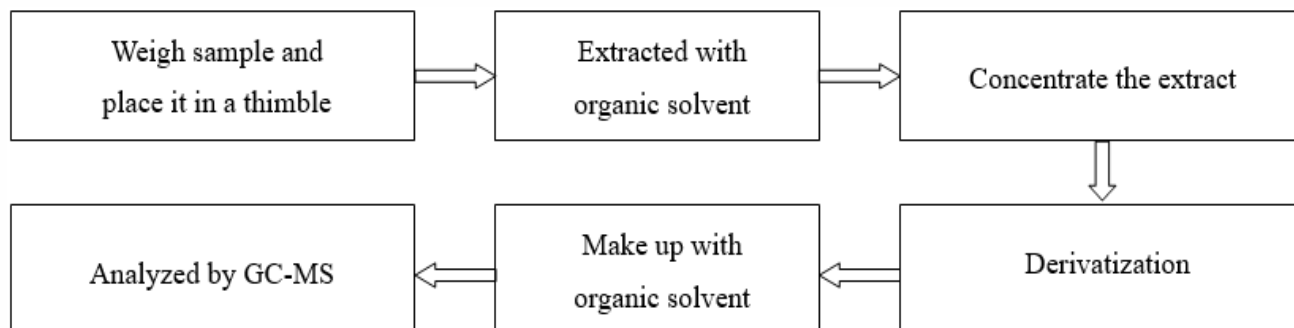 Weigh sample and
place it in a thimble
Extracted with
organic solvent
Concentrate the extract
Derivatization
Make up with
organic solvent
Analyzed by GC-MS